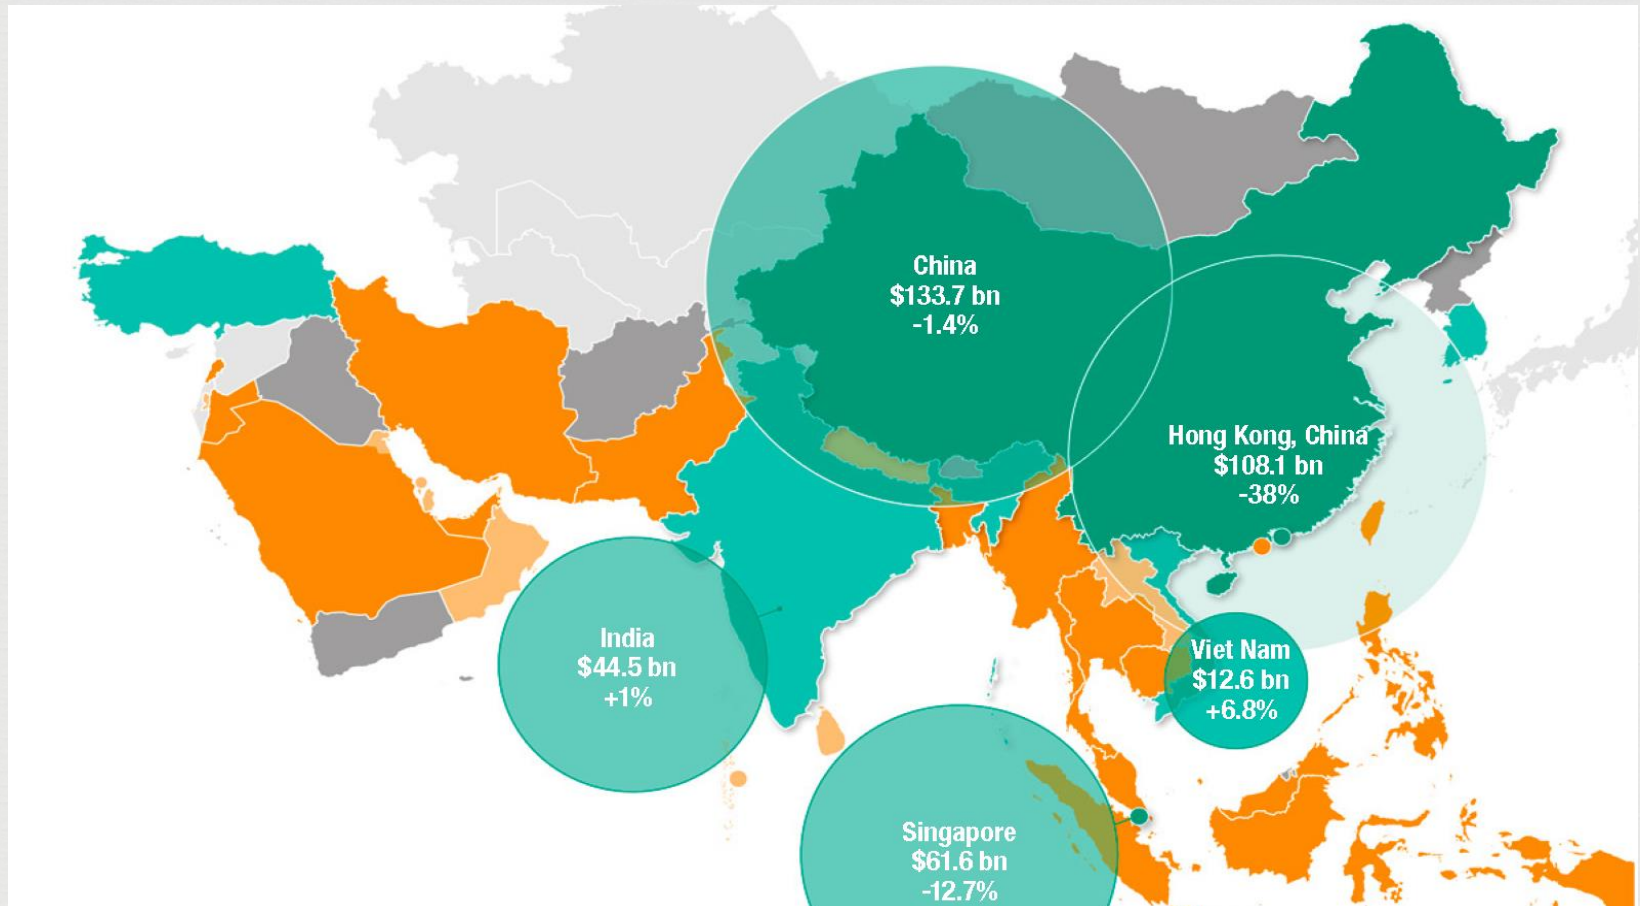 China
$133.7 bn
-1.4%
Hong Kong, China
$108.1 bn
-38%
India
$44.5 bn
+1%
Viet Nam
$12.6 bn
+6.8%
Singapore
$61.6 bn
-12.7%